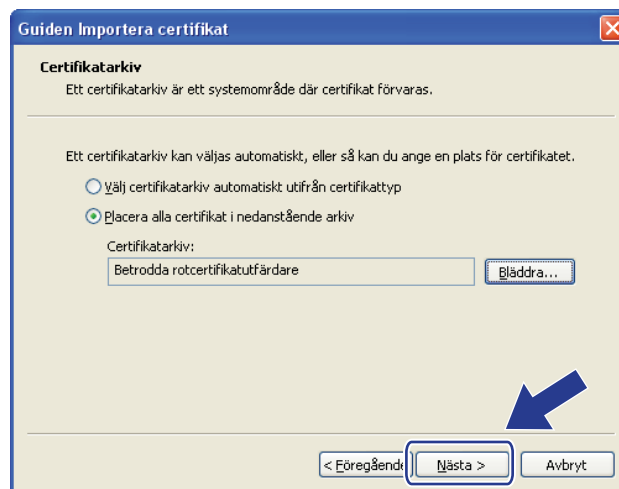 Guiden Importera certifikat
Certifikatarkiv
Ett certifikatarkiv är ett systemområde där certifikat förvaras.
Ett certifikatarkiv kan väljas automatiskt, eller så kan du ange en plats för certifikatet.
Välj certifikatarkiv automatiskt utifrån certifikattyp
Placera alla certifikat i nedanstående arkiv
Certifikatarkiv:
Betrodda rotcertifikatutfärdare
Bläddra...
< Föregående
Nästa >
Avbryt